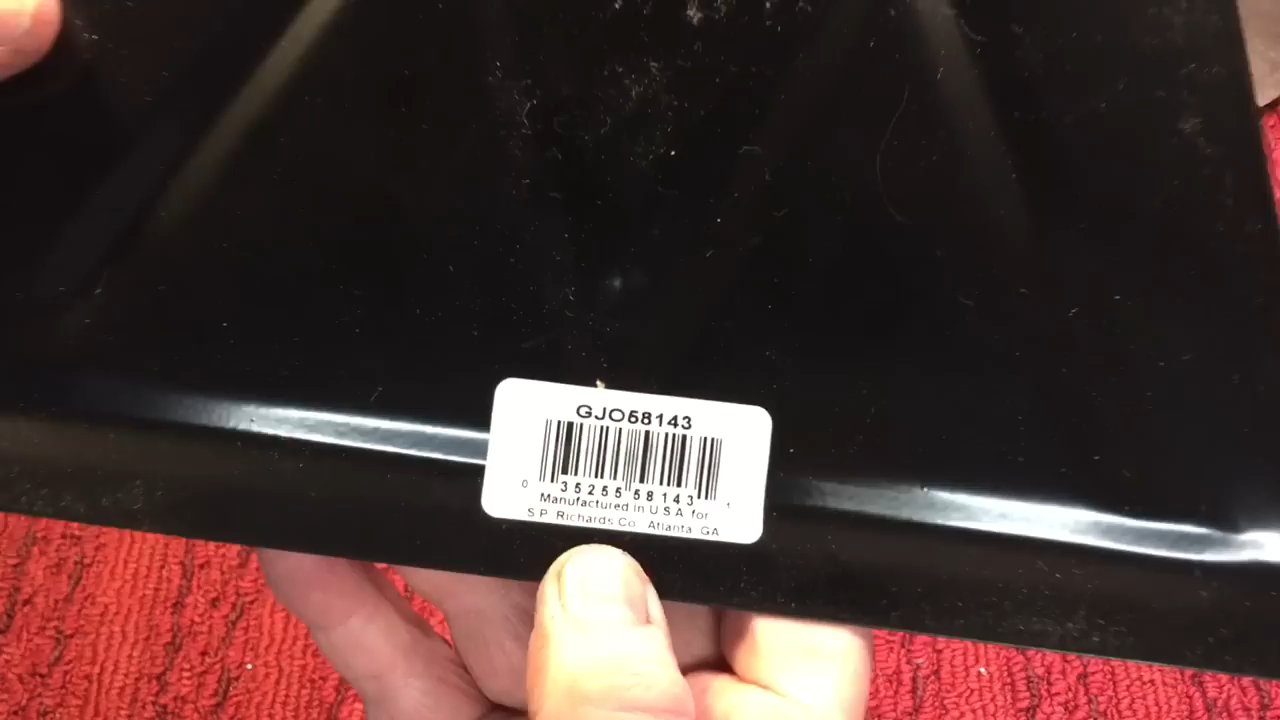 GJO58143
0 35255 58143 1
Manufactured in U.S.A. for
S.P. Richards Co. Atlanta, GA